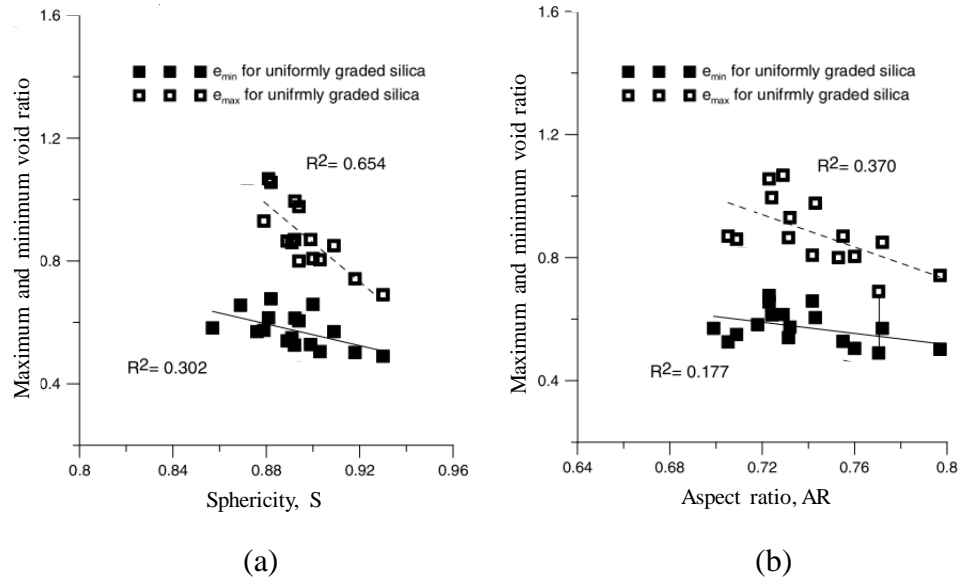 1.6
e_min for uniformly graded silica
e_max for unifrmly graded silica
1.2
R²= 0.654
Maximum and minimum void ratio
0.8
R²= 0.302
0.4
0.8 0.84 0.88 0.92 0.96
Sphericity, S
(a)
1.6
e_min for uniformly graded silica
e_max for unifrmly graded silica
1.2
R²= 0.370
Maximum and minimum void ratio
0.8
R²= 0.177
0.4
0.64 0.68 0.72 0.76 0.8
Aspect ratio, AR
(b)